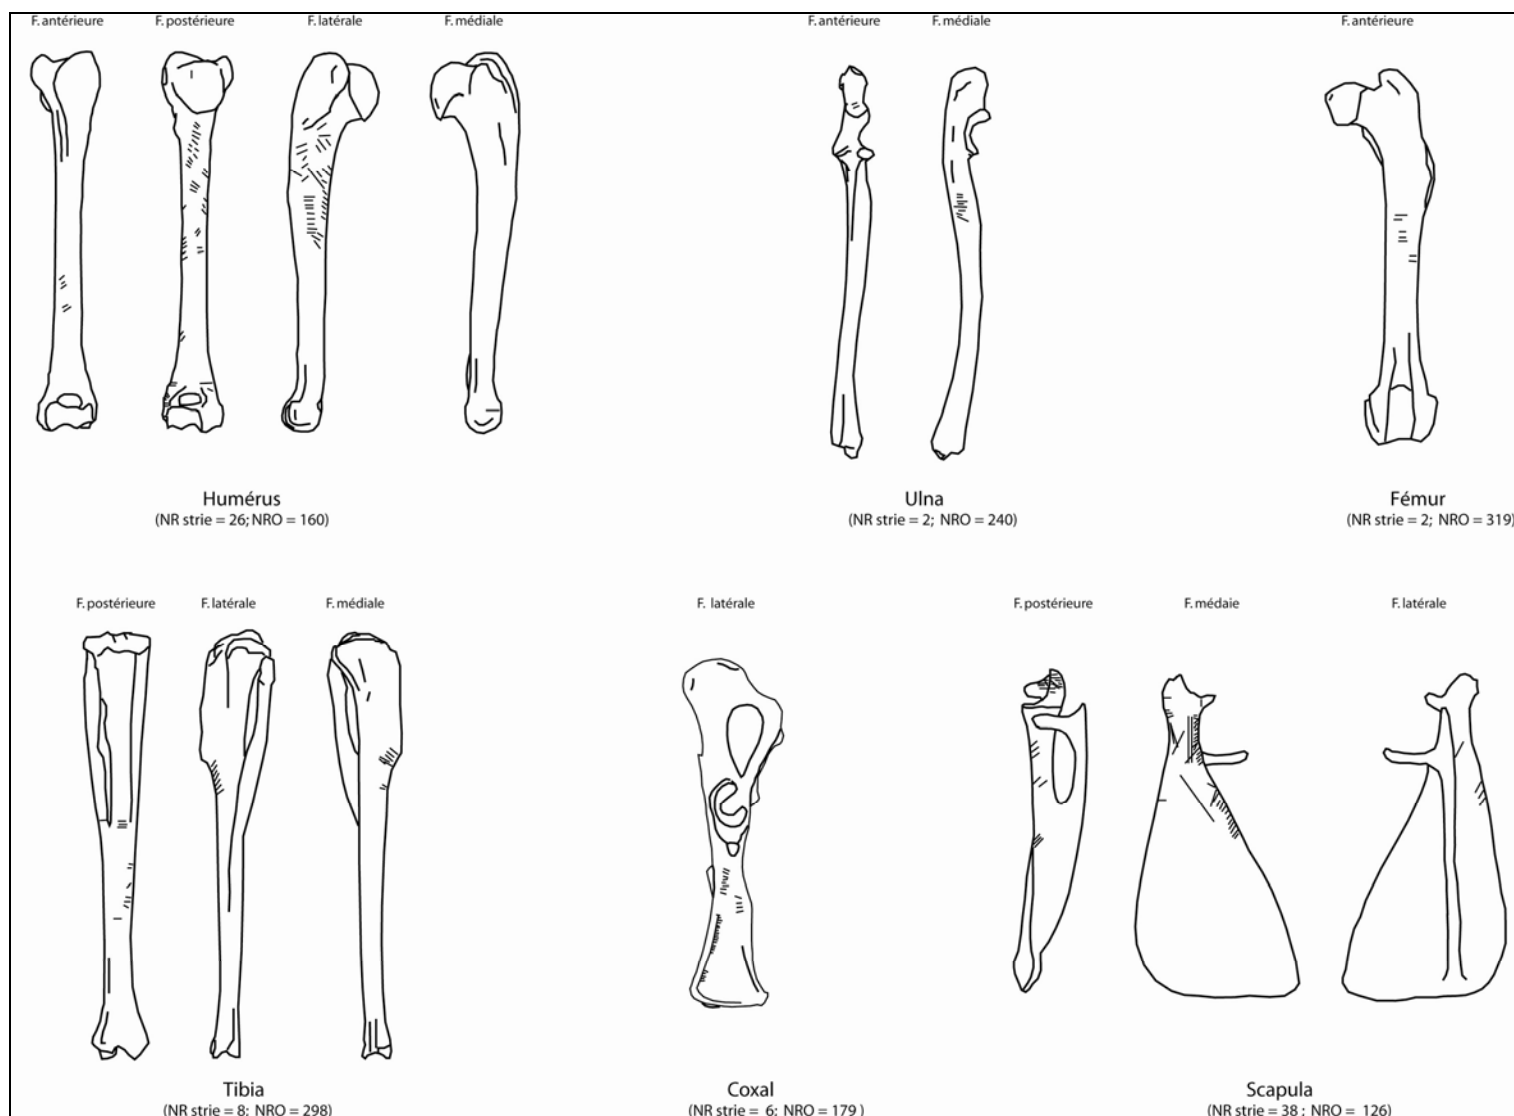 F. antérieure F. postérieure F. latérale F. médiale F. antérieure F. médiale F. antérieure
Humérus Ulna Fémur
(NR strie = 26; NRO = 160) (NR strie = 2; NRO = 240) (NR strie = 2; NRO = 319)
F. postérieure F. latérale F. médiale F. latérale F. postérieure F. médaie F. latérale
Tibia Coxal Scapula
(NR strie = 8; NRO = 298) (NR strie = 6; NRO = 179 ) (NR strie = 38 ; NRO = 126)